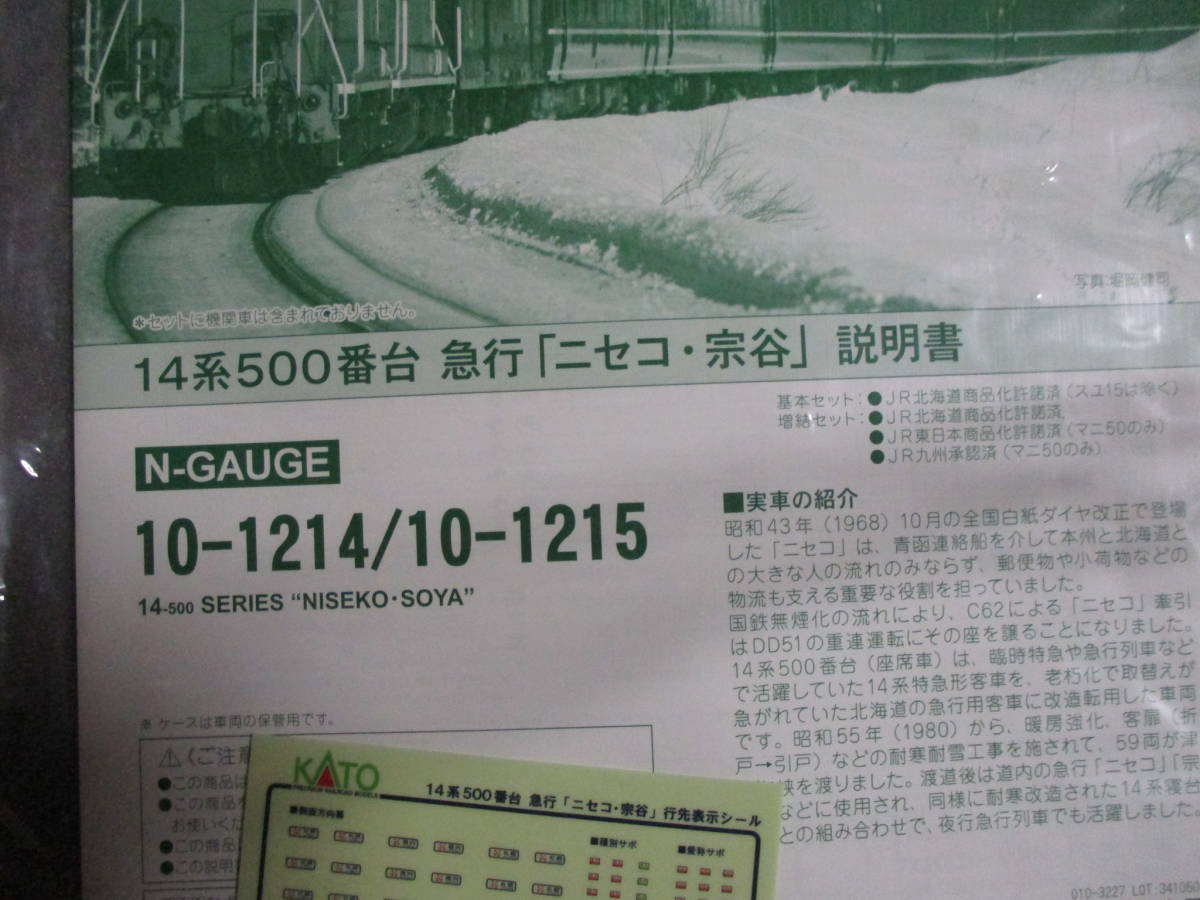 写真:堀岡健司
*セットに機関車は含まれておりません。
14系500番台 急行「ニセコ・宗谷」 説明書
基本セット:●JR北海道商品化許諾済(スユ15は除く)
増結セット:●JR北海道商品化許諾済
●JR東日本商品化許諾済(マニ50のみ)
●JR九州承認済(マニ50のみ)
N-GAUGE
10-1214/10-1215
14-500 SERIES “NISEKO・SOYA”
■実車の紹介
昭和43年(1968)10月の全国白紙ダイヤ改正で登場
した「ニセコ」は、青函連絡船を介して本州と北海道と
の大きな人の流れのみならず、郵便物や小荷物などの
物流も支える重要な役割を担っていました。
国鉄無煙化の流れにより、C62による「ニセコ」牽引
はDD51の重連運転にその座を譲ることになりました。
14系500番台(座席車)は、臨時特急や急行列車など
で活躍していた14系特急形客車を、老朽化で取替えが
急がれていた北海道の急行用客車に改造転用した車両
です。昭和55年(1980)から、暖房強化、客扉(折
戸→引戸)などの耐寒耐雪工事を施されて、59両が津
峡を渡りました。渡道後は道内の急行「ニセコ」「宗
などに使用され、同様に耐寒改造された14系寝台
との組み合わせで、夜行急行列車でも活躍しました。
※ ケースは車両の保管用です。
⚠〈ご注意
●この商品は
●この商品
お使いくだ
●この商品
●この説明
KATO
PRECISION RAILROAD MODELS
14系500番台 急行「ニセコ・宗谷」行先表示シール
■側面方向幕
■種別サボ
■愛称サボ
010-3227 LOT 341050